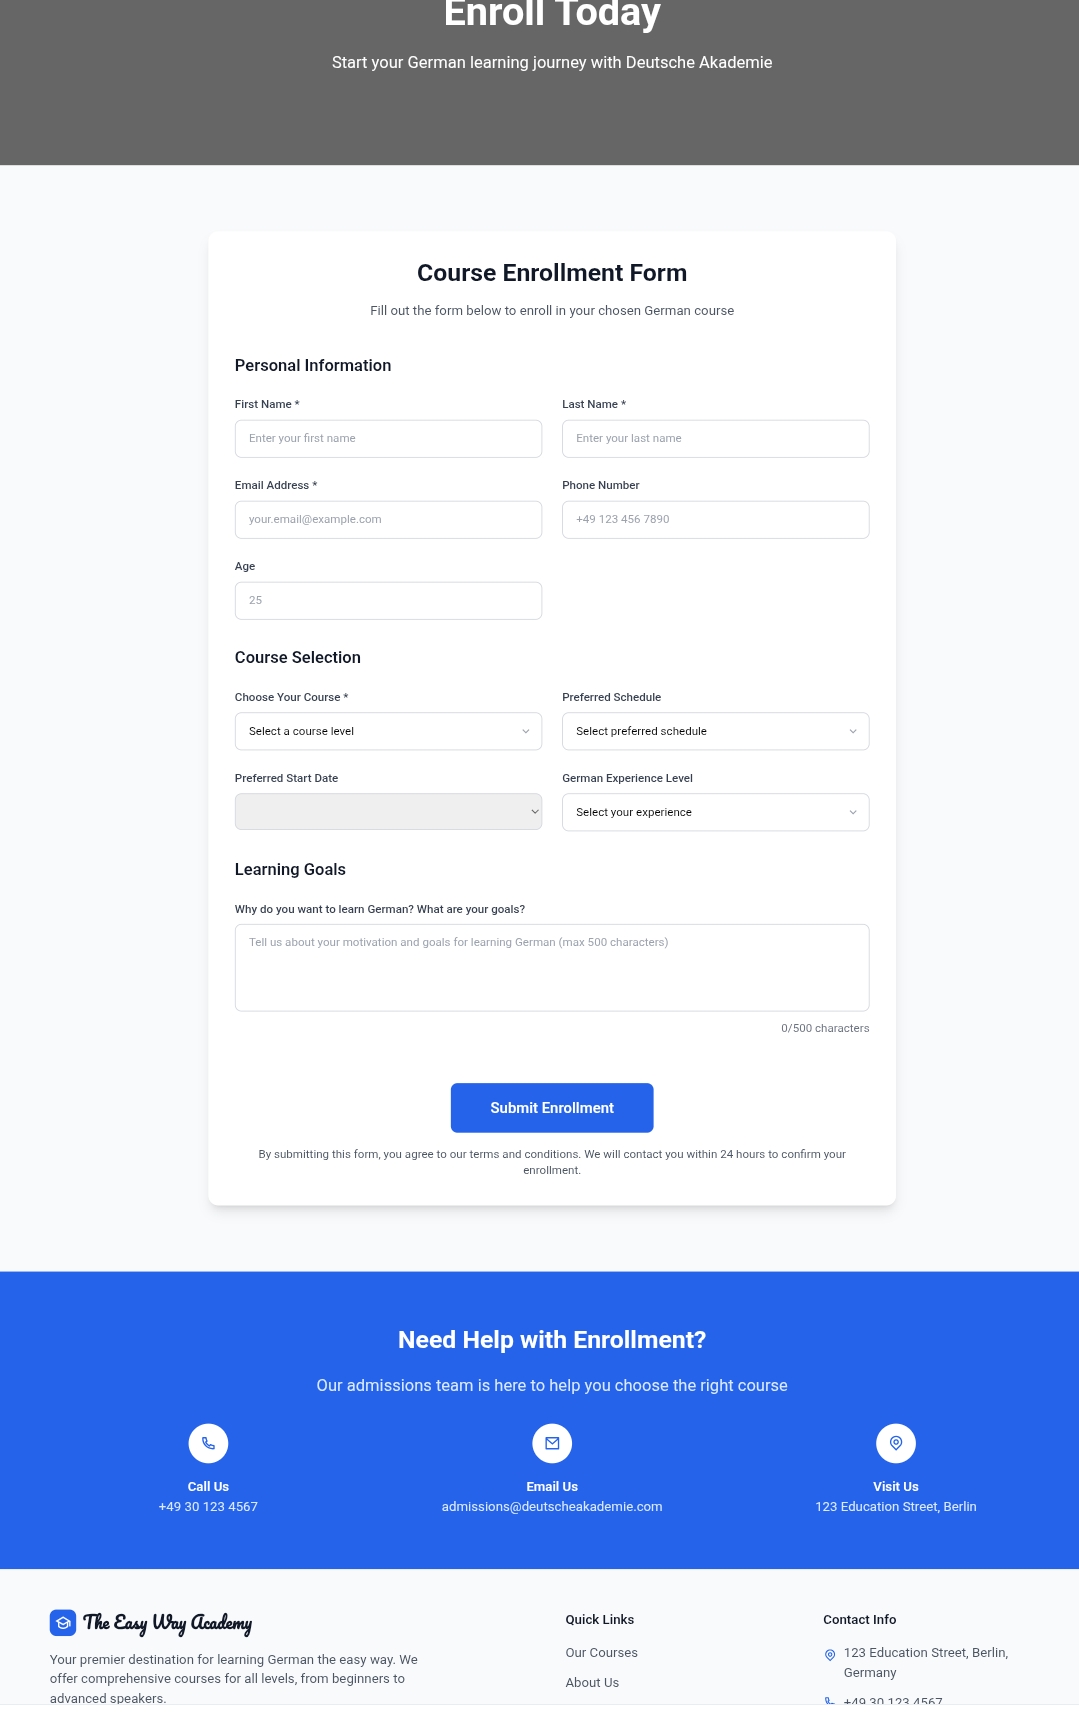 Enroll Today
Start your German learning journey with Deutsche Akademie
Course Enrollment Form
Fill out the form below to enroll in your chosen German course
Personal Information
First Name *
Last Name *
Enter your first name
Enter your last name
Email Address *
Phone Number
your.email@example.com
+49 123 456 7890
Age
25
Course Selection
Choose Your Course *
Preferred Schedule
Select a course level
Select preferred schedule
Preferred Start Date
German Experience Level
Select your experience
Learning Goals
Why do you want to learn German? What are your goals?
Tell us about your motivation and goals for learning German (max 500 characters)
0/500 characters
Submit Enrollment
By submitting this form, you agree to our terms and conditions. We will contact you within 24 hours to confirm your
enrollment.
Need Help with Enrollment?
Our admissions team is here to help you choose the right course
Call Us
+49 30 123 4567
Email Us
admissions@deutscheakademie.com
Visit Us
123 Education Street, Berlin
The Easy Way Academy
Your premier destination for learning German the easy way. We
offer comprehensive courses for all levels, from beginners to
advanced speakers.
Quick Links
Our Courses
About Us
Contact Info
123 Education Street, Berlin,
Germany
+49 30 123 4567